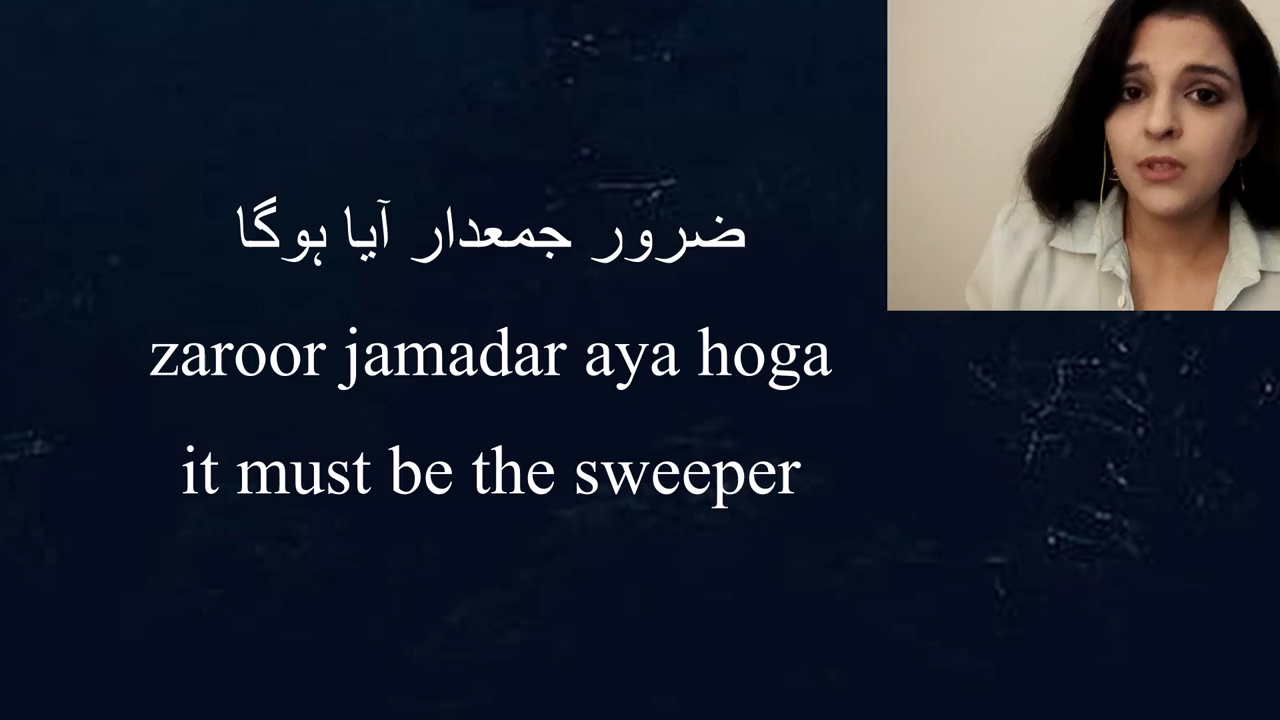 ضرور جمعدار آیا ہوگا
zaroor jamadar aya hoga
it must be the sweeper